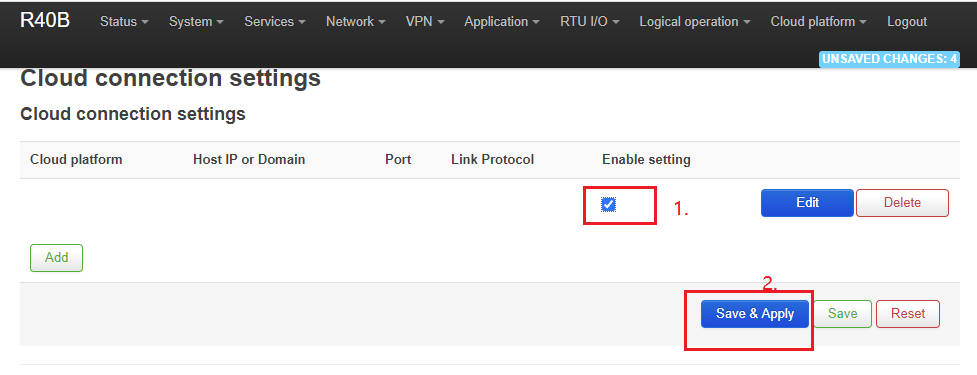 R40B Status System Services Network VPN Application RTU I/O Logical operation Cloud platform Logout
UNSAVED CHANGES: 4
Cloud connection settings
Cloud connection settings
Cloud platform Host IP or Domain Port Link Protocol Enable setting
1. Edit Delete
Add
2.
Save & Apply Save Reset